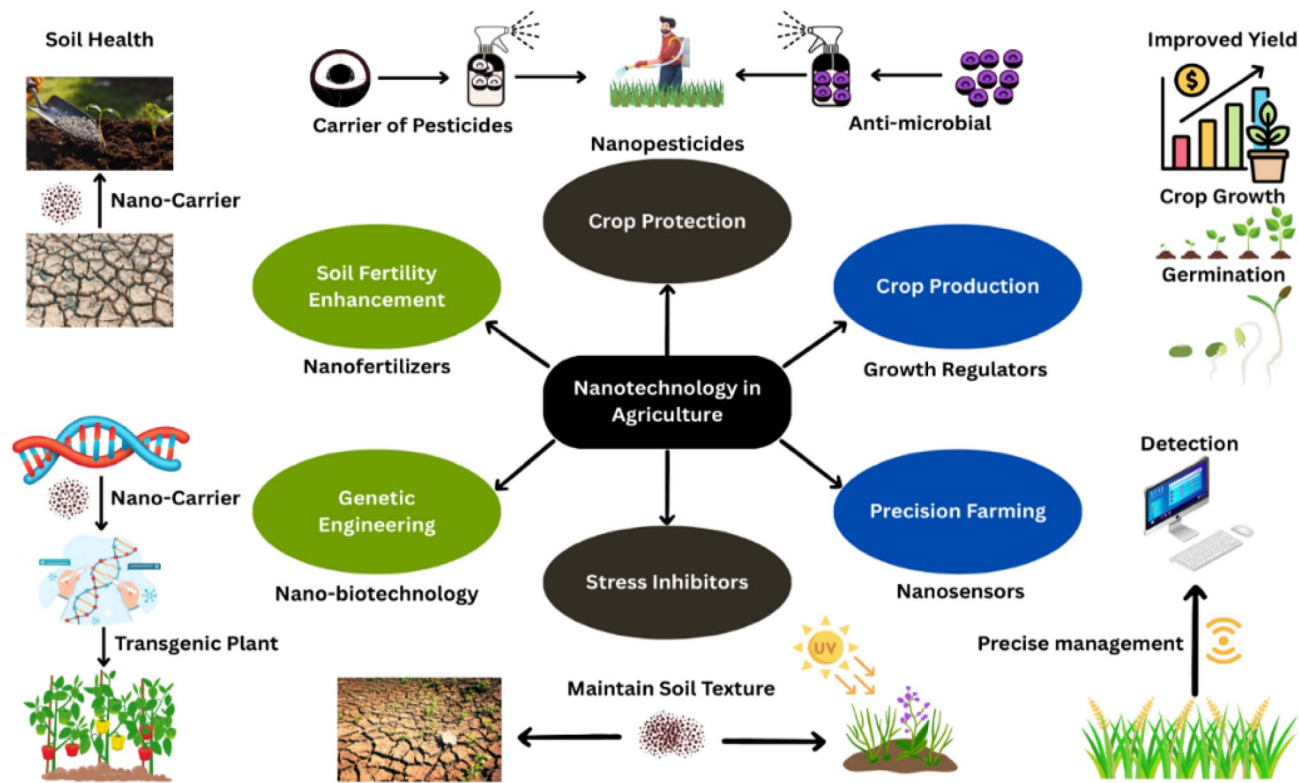 Soil Health
Nano-Carrier
Carrier of Pesticides
Nanopesticides
Anti-microbial
Improved Yield
Crop Growth
Germination
Crop Protection
Soil Fertility
Enhancement
Nanofertilizers
Crop Production
Growth Regulators
Nanotechnology in
Agriculture
Nano-Carrier
Transgenic Plant
Genetic
Engineering
Nano-biotechnology
Stress Inhibitors
Precision Farming
Nanosensors
Detection
Precise management
Maintain Soil Texture
UV